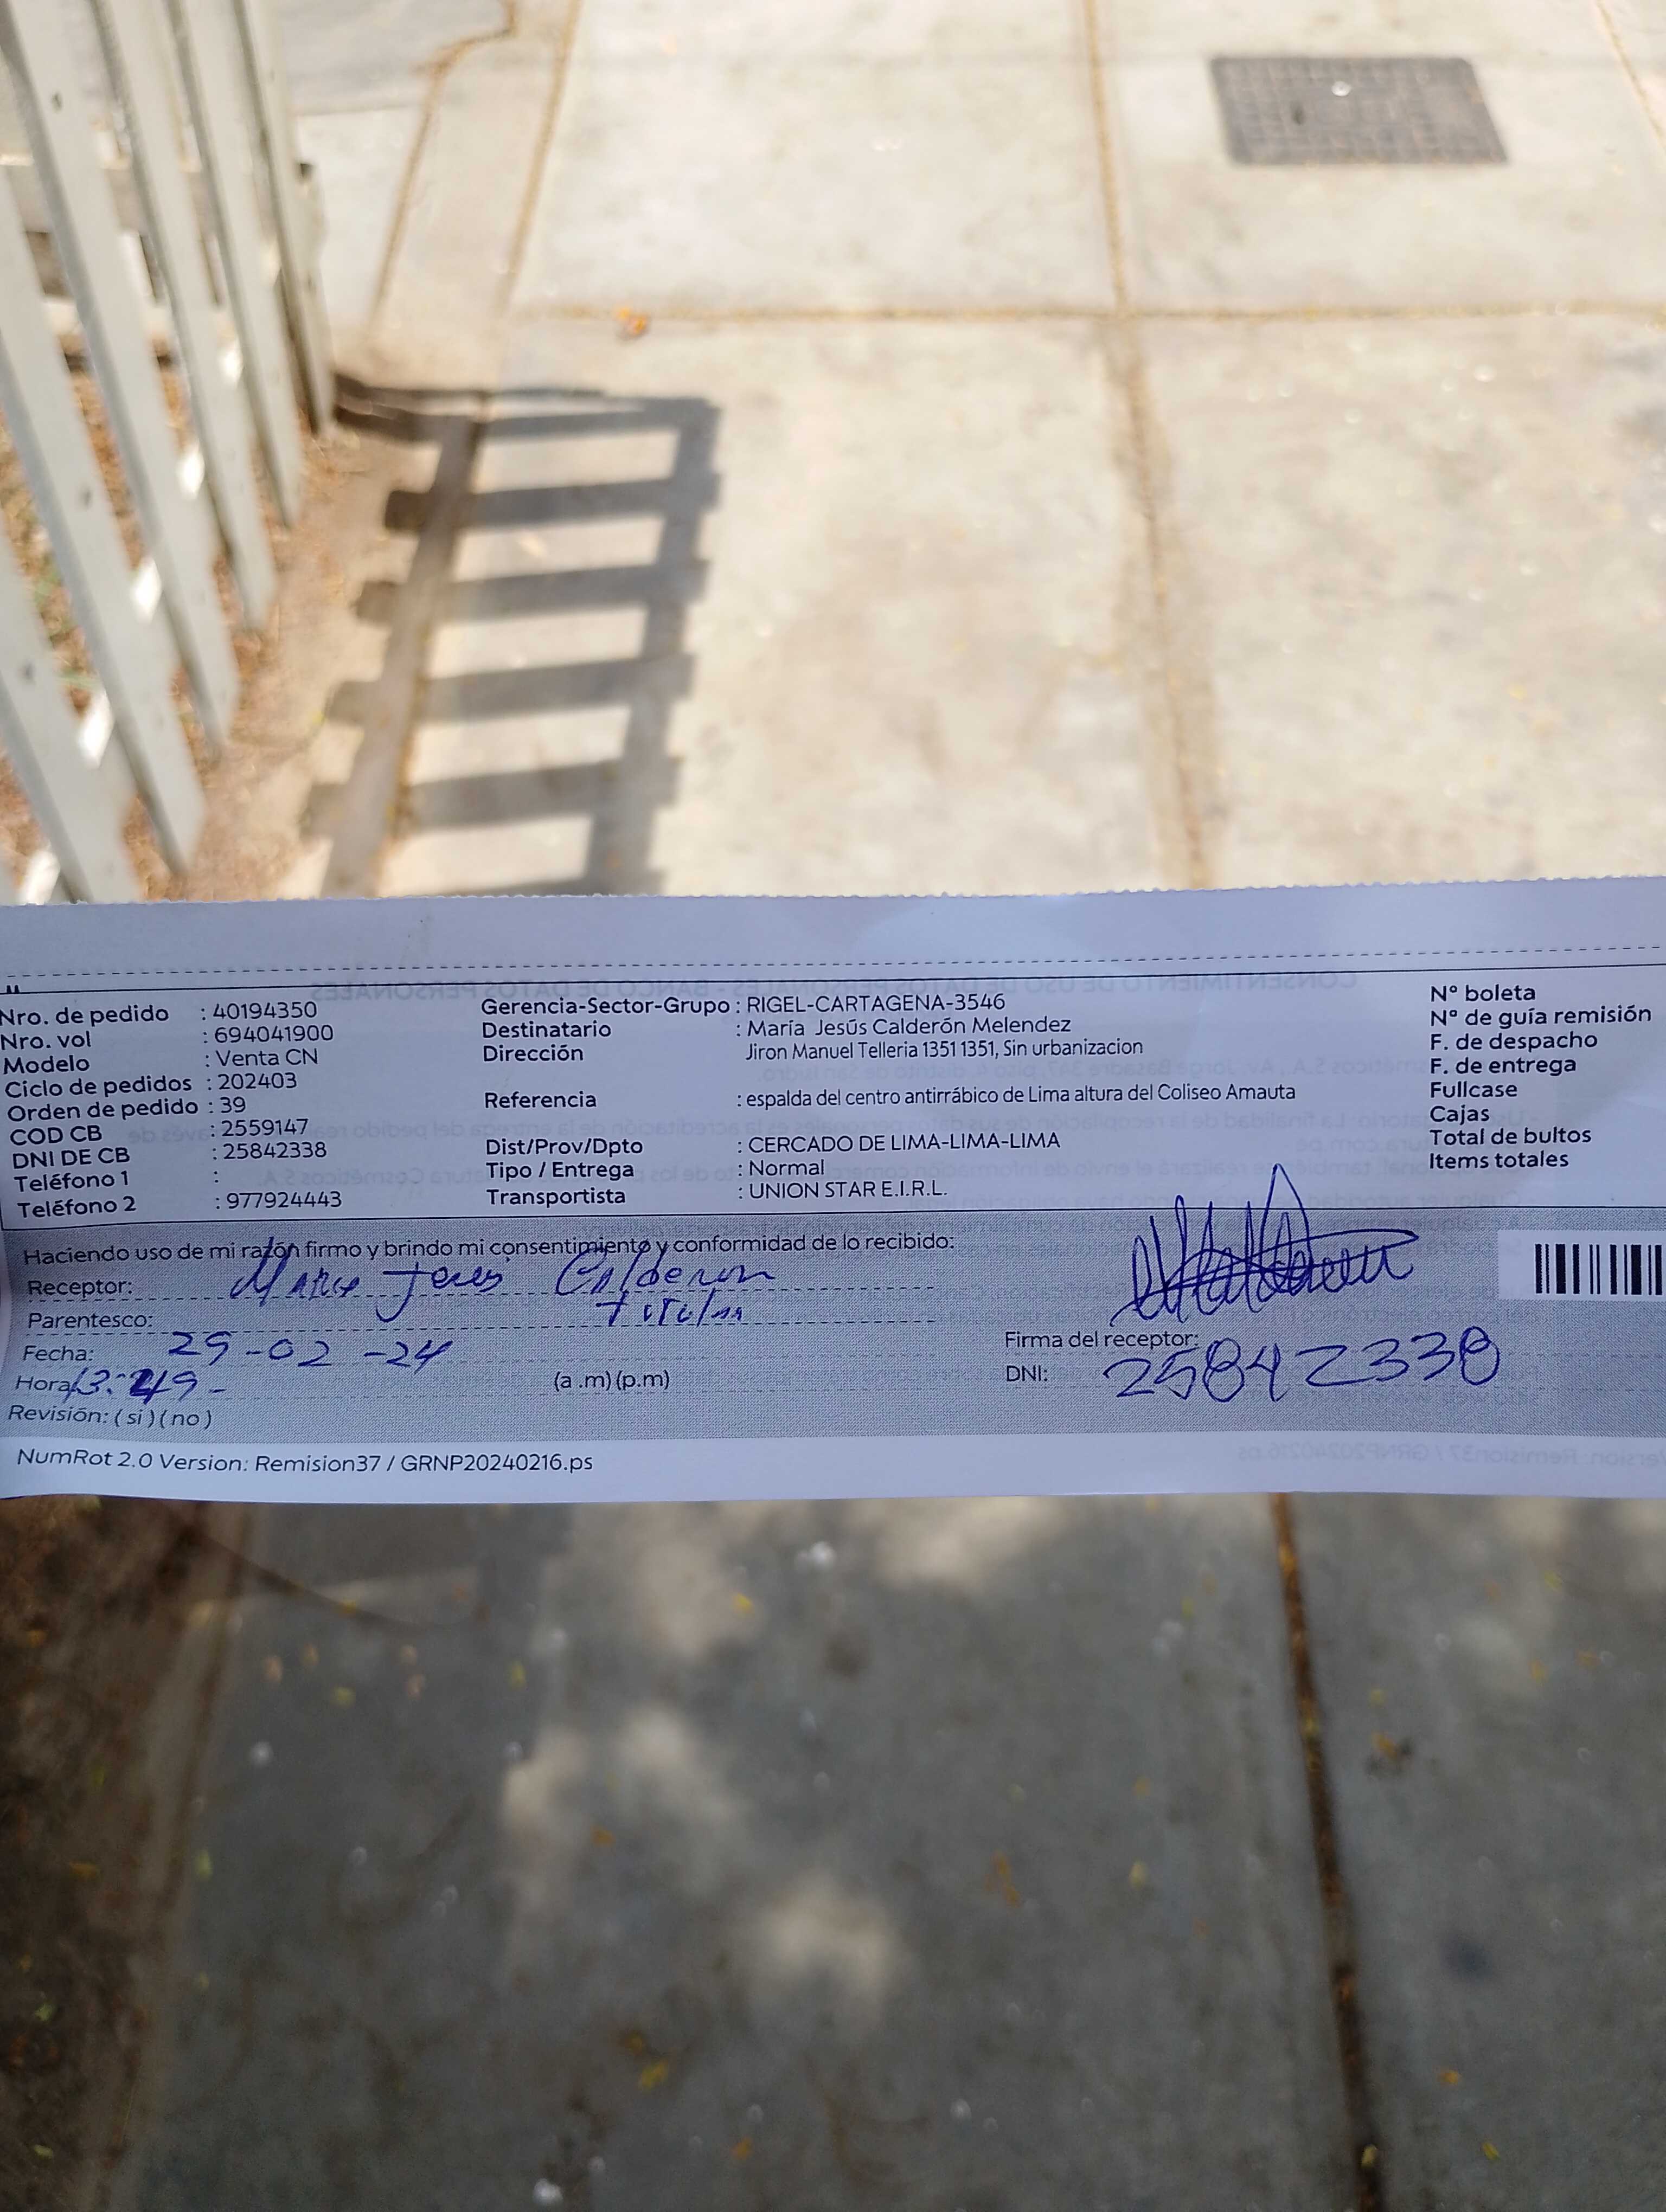 Nro. de pedido : 40194350
Nro. vol : 694041900
Modelo : Venta CN
Ciclo de pedidos : 202403
Orden de pedido : 39
COD CB : 2559147
DNI DE CB : 25842338
Teléfono 1 :
Teléfono 2 : 977924443
Gerencia-Sector-Grupo : RIGEL-CARTAGENA-3546
Destinatario : María Jesús Calderón Melendez
Dirección Jiron Manuel Telleria 1351 1351, Sin urbanizacion
Referencia : espalda del centro antirrábico de Lima altura del Coliseo Amauta
Dist/Prov/Dpto : CERCADO DE LIMA-LIMA-LIMA
Tipo / Entrega : Normal
Transportista : UNION STAR E.I.R.L.
N° boleta
N° de guía remisión
F. de despacho
F. de entrega
Fullcase
Cajas
Total de bultos
Items totales
Haciendo uso de mi razón firmo y brindo mi consentimiento y conformidad de lo recibido:
Receptor: Maria Jesus Calderon
Parentesco: titular
Fecha: 29-02-24
Hora: 13:49 (a .m) (p.m)
Revisión: ( si ) ( no )
Firma del receptor:
DNI: 25842338
NumRot 2.0 Version: Remision37 / GRNP20240216.ps